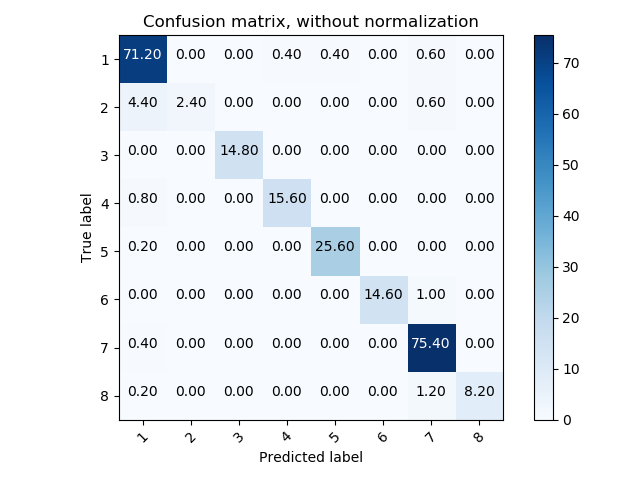 Confusion matrix, without normalization
1 71.20 0.00 0.00 0.40 0.40 0.00 0.60 0.00
2 4.40 2.40 0.00 0.00 0.00 0.00 0.60 0.00
3 0.00 0.00 14.80 0.00 0.00 0.00 0.00 0.00
4 0.80 0.00 0.00 15.60 0.00 0.00 0.00 0.00
5 0.20 0.00 0.00 0.00 25.60 0.00 0.00 0.00
6 0.00 0.00 0.00 0.00 0.00 14.60 1.00 0.00
7 0.40 0.00 0.00 0.00 0.00 0.00 75.40 0.00
8 0.20 0.00 0.00 0.00 0.00 0.00 1.20 8.20
1 2 3 4 5 6 7 8
Predicted label
True label
70
60
50
40
30
20
10
0